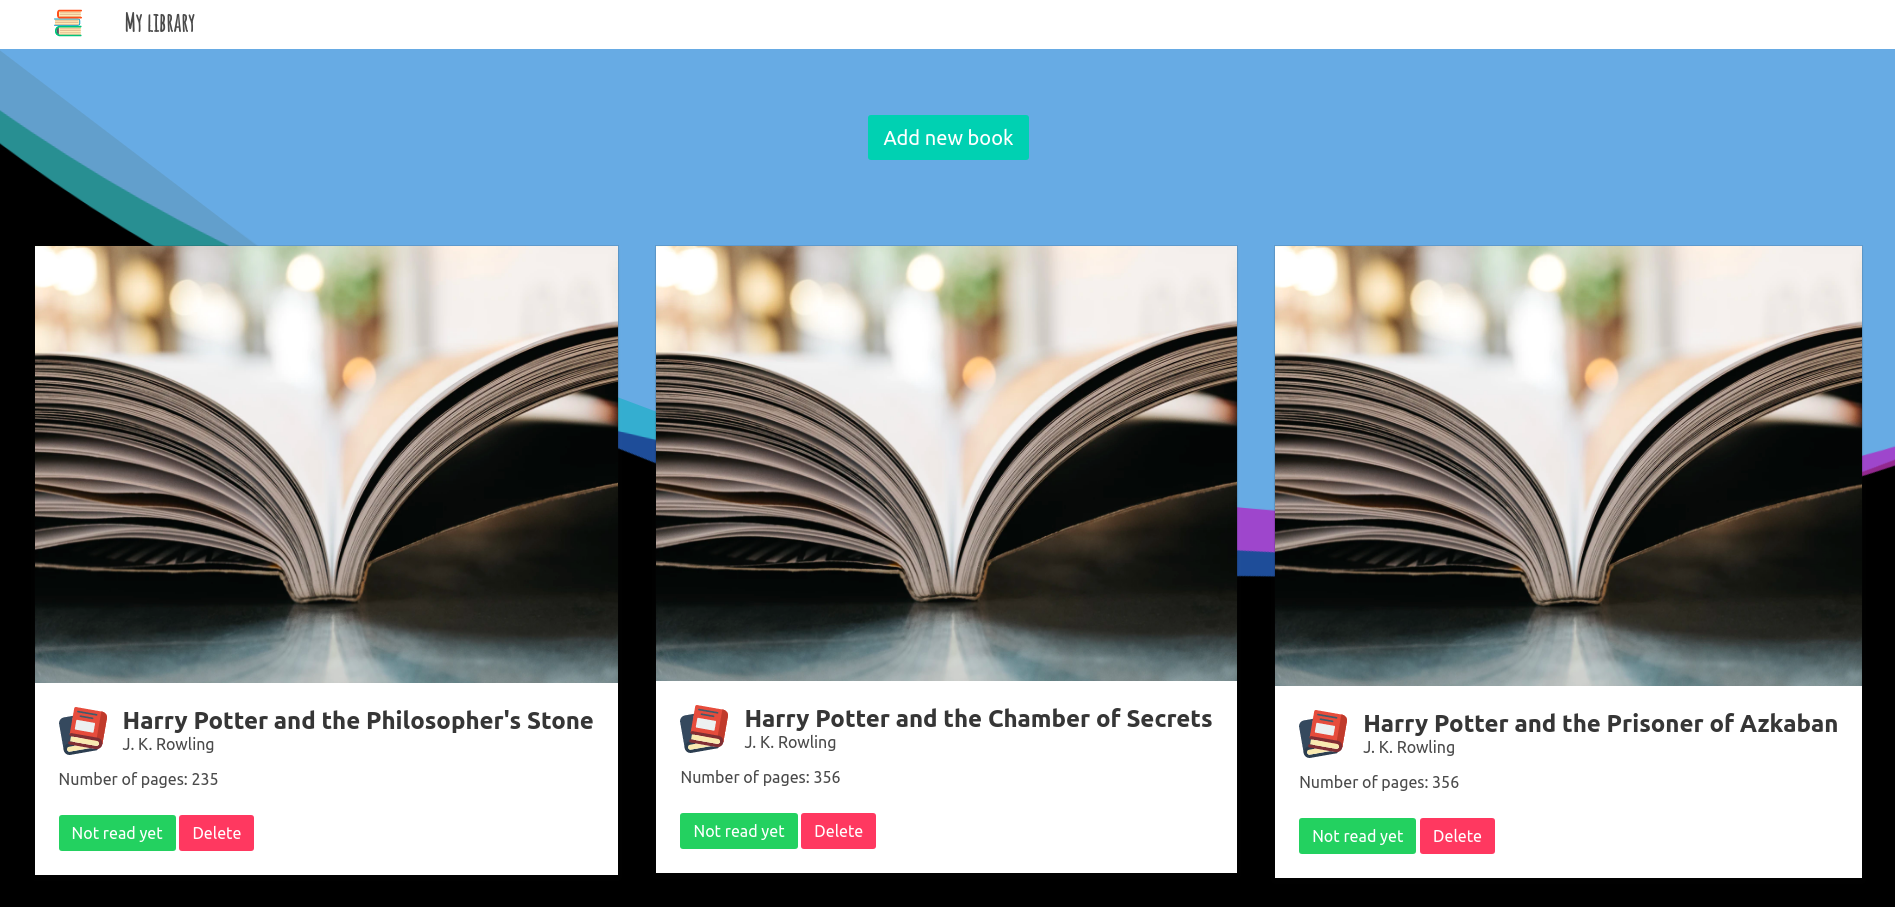 My library
Add new book
Harry Potter and the Philosopher's Stone
J. K. Rowling
Number of pages: 235
Not read yet
Delete
Harry Potter and the Chamber of Secrets
J. K. Rowling
Number of pages: 356
Not read yet
Delete
Harry Potter and the Prisoner of Azkaban
J. K. Rowling
Number of pages: 356
Not read yet
Delete